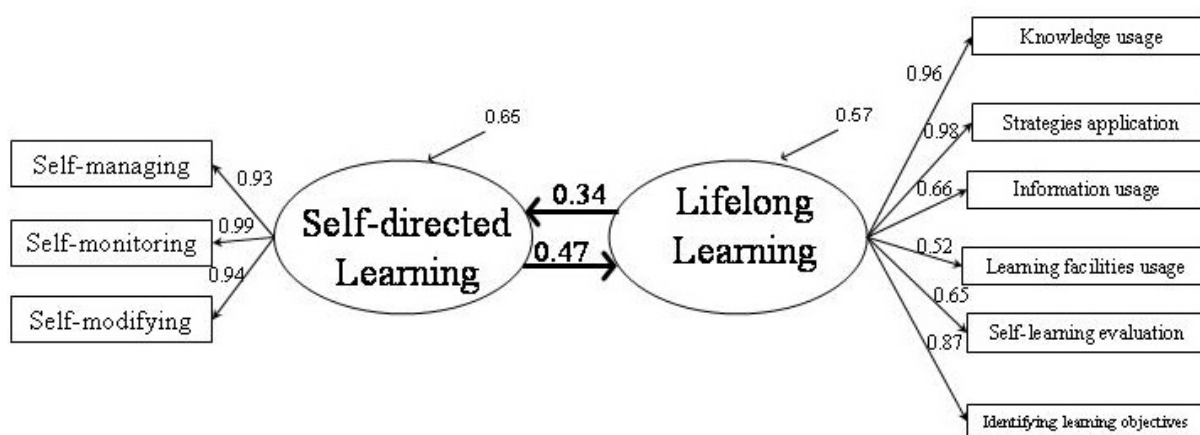 Knowledge usage
0.96
0.65
0.57
Strategies application
0.98
Self-managing
0.93
0.34
Lifelong
Learning
Information usage
0.66
Self-directed
Learning
Self-monitoring
0.99
0.47
0.52
Learning facilities usage
0.94
0.65
Self-modifying
Self-learning evaluation
0.87
Identifying learning objectives